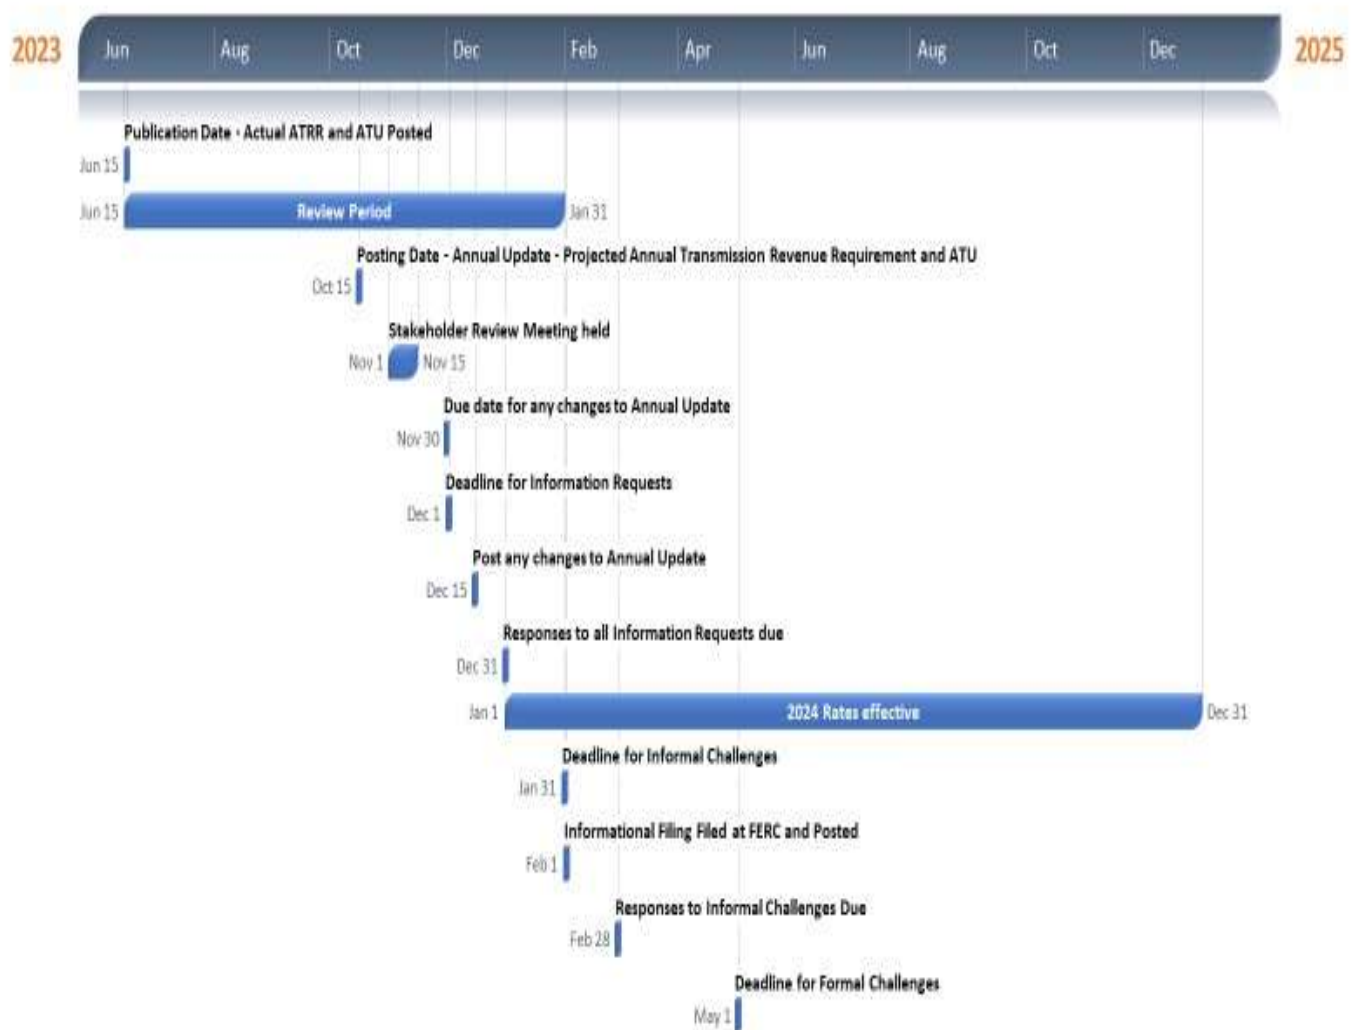 2023 Jun Aug Oct Dec Feb Apr Jun Aug Oct Dec 2025
Publication Date - Actual ATRR and ATU Posted
Jun 15
Jun 15 Review Period Jan 31
Posting Date - Annual Update - Projected Annual Transmission Revenue Requirement and ATU
Oct 15
Stakeholder Review Meeting held
Nov 1 Nov 15
Due date for any changes to Annual Update
Nov 30
Deadline for Information Requests
Dec 1
Post any changes to Annual Update
Dec 15
Responses to all Information Requests due
Dec 31
Jan 1 2024 Rates effective Dec 31
Deadline for Informal Challenges
Jan 31
Informational Filing Filed at FERC and Posted
Feb 1
Responses to Informal Challenges Due
Feb 28
Deadline for Formal Challenges
May 1